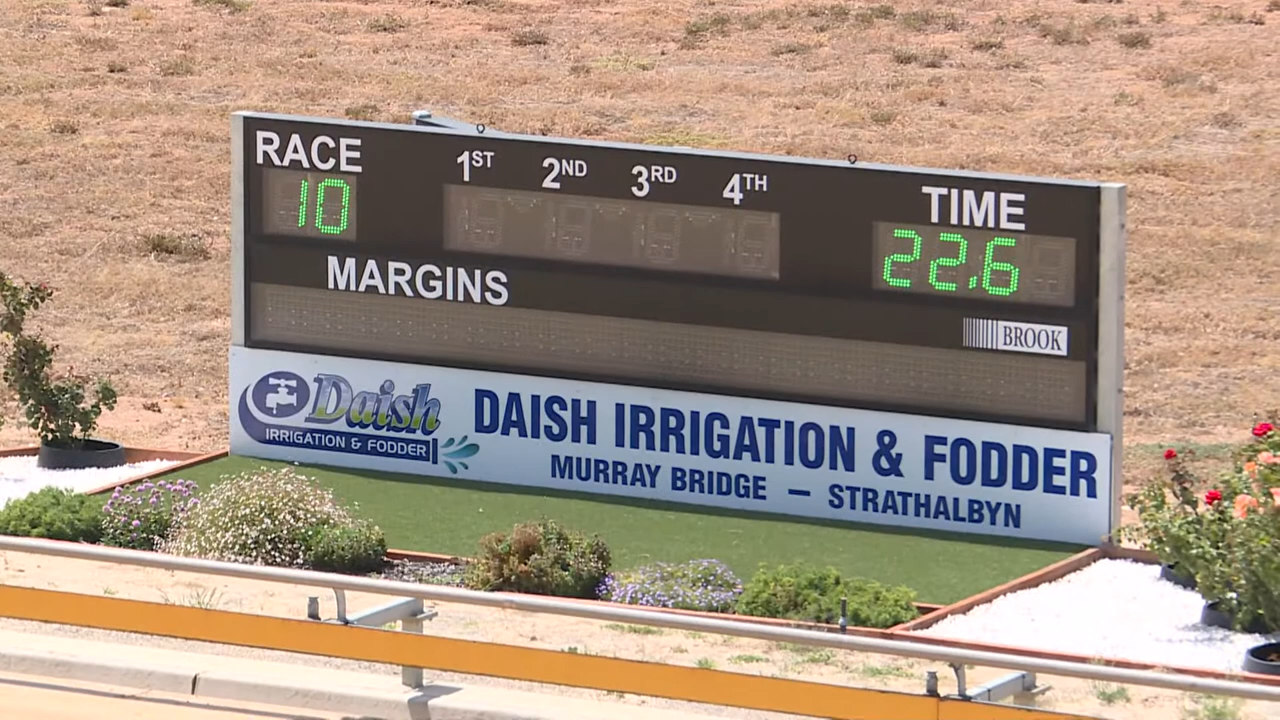 RACE 1ST 2ND 3RD 4TH TIME
10 22.6
MARGINS
BROOK
Daish
IRRIGATION & FODDER
DAISH IRRIGATION & FODDER
MURRAY BRIDGE — STRATHALBYN